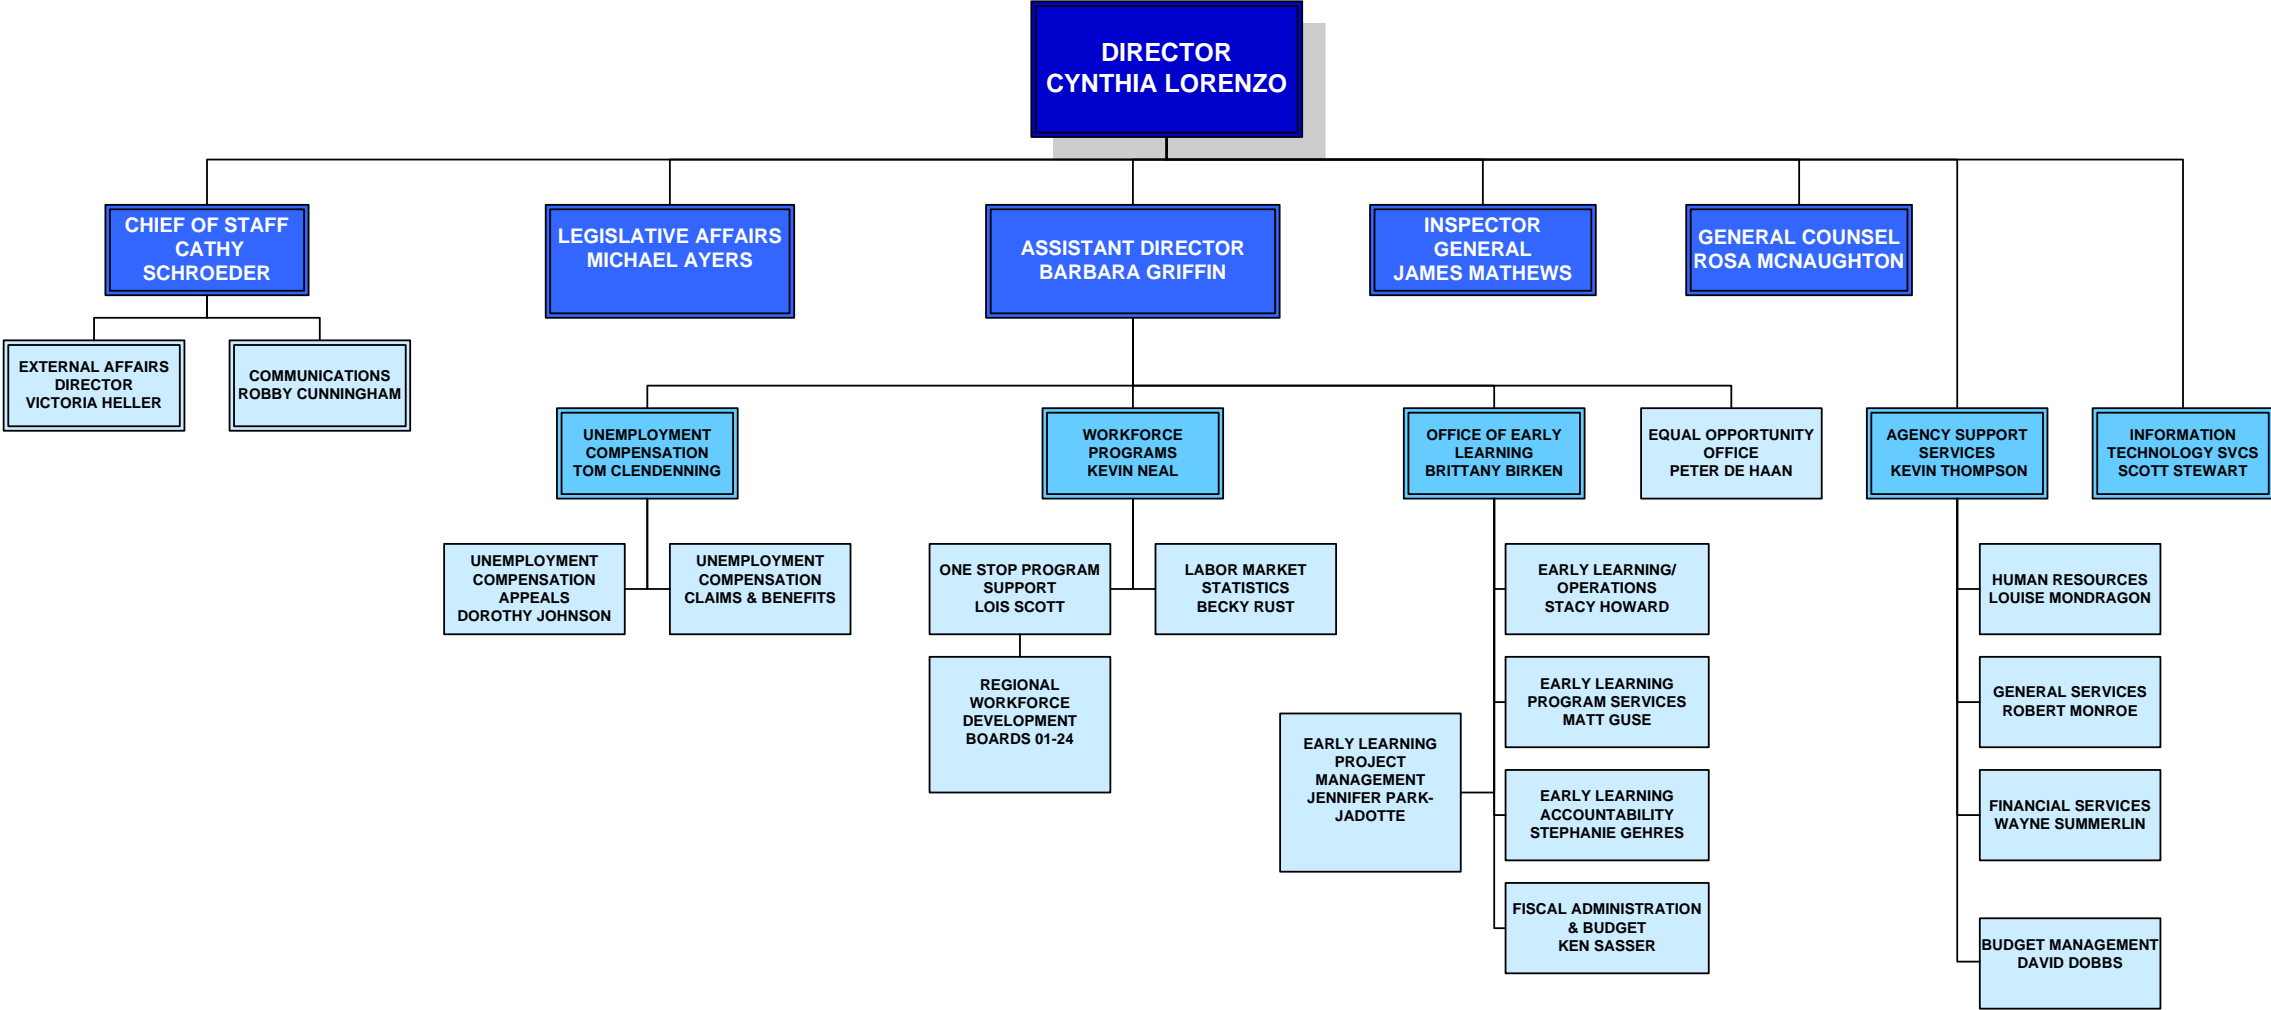 DIRECTOR
CYNTHIA LORENZO
CHIEF OF STAFF
CATHY
SCHROEDER
LEGISLATIVE AFFAIRS
MICHAEL AYERS
ASSISTANT DIRECTOR
BARBARA GRIFFIN
INSPECTOR
GENERAL
JAMES MATHEWS
GENERAL COUNSEL
ROSA MCNAUGHTON
EXTERNAL AFFAIRS
DIRECTOR
VICTORIA HELLER
COMMUNICATIONS
ROBBY CUNNINGHAM
UNEMPLOYMENT
COMPENSATION
TOM CLENDENNING
WORKFORCE
PROGRAMS
KEVIN NEAL
OFFICE OF EARLY
LEARNING
BRITTANY BIRKEN
EQUAL OPPORTUNITY
OFFICE
PETER DE HAAN
AGENCY SUPPORT
SERVICES
KEVIN THOMPSON
INFORMATION
TECHNOLOGY SVCS
SCOTT STEWART
UNEMPLOYMENT
COMPENSATION
APPEALS
DOROTHY JOHNSON
UNEMPLOYMENT
COMPENSATION
CLAIMS & BENEFITS
ONE STOP PROGRAM
SUPPORT
LOIS SCOTT
LABOR MARKET
STATISTICS
BECKY RUST
EARLY LEARNING/
OPERATIONS
STACY HOWARD
HUMAN RESOURCES
LOUISE MONDRAGON
REGIONAL
WORKFORCE
DEVELOPMENT
BOARDS 01-24
EARLY LEARNING
PROGRAM SERVICES
MATT GUSE
GENERAL SERVICES
ROBERT MONROE
EARLY LEARNING
PROJECT
MANAGEMENT
JENNIFER PARK-
JADOTTE
EARLY LEARNING
ACCOUNTABILITY
STEPHANIE GEHRES
FINANCIAL SERVICES
WAYNE SUMMERLIN
FISCAL ADMINISTRATION
& BUDGET
KEN SASSER
BUDGET MANAGEMENT
DAVID DOBBS